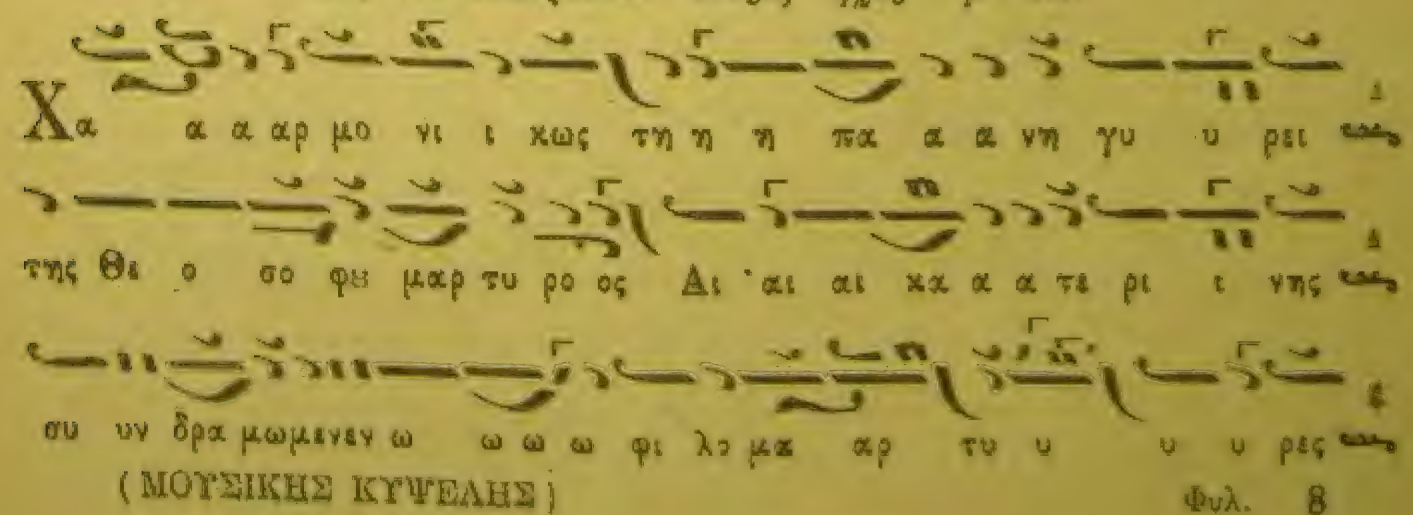 Χα α α αρ μο νι ι κως τη η η πα α α νη γυ υ ρει
της Θε ο σο φȣ μαρ τυ ρο ος Αι αι αι κα α α τε ρι ι νης
συ υν δρα μωμενεν ω ω ω ω φι λο μα αρ τυ υ υ υ ρες
(ΜΟΥΣΙΚΗΣ ΚΥΨΕΛΗΣ) Φυλ. 8